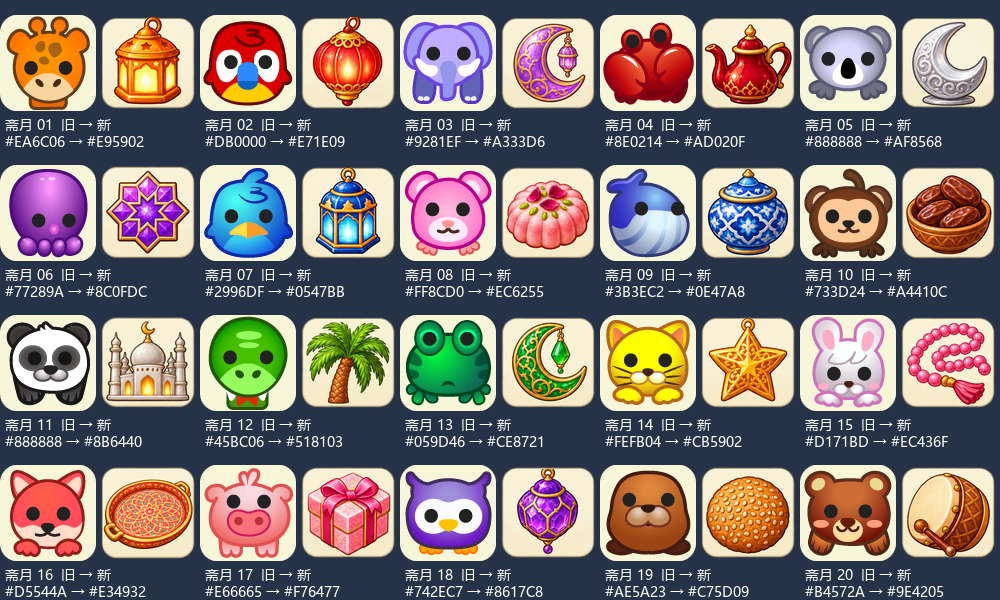 斋月 01 旧 → 新
#EA6C06 → #E95902
斋月 02 旧 → 新
#DB0000 → #E71E09
斋月 03 旧 → 新
#9281EF → #A333D6
斋月 04 旧 → 新
#8E0214 → #AD020F
斋月 05 旧 → 新
#888888 → #AF8568
斋月 06 旧 → 新
#77289A → #8C0FDC
斋月 07 旧 → 新
#2996DF → #0547BB
斋月 08 旧 → 新
#FF8CD0 → #EC6255
斋月 09 旧 → 新
#3B3EC2 → #0E47A8
斋月 10 旧 → 新
#733D24 → #A4410C
斋月 11 旧 → 新
#888888 → #8B6440
斋月 12 旧 → 新
#45BC06 → #518103
斋月 13 旧 → 新
#059D46 → #CE8721
斋月 14 旧 → 新
#FEFB04 → #CB5902
斋月 15 旧 → 新
#D171BD → #EC436F
斋月 16 旧 → 新
#D5544A → #E34932
斋月 17 旧 → 新
#E66665 → #F76477
斋月 18 旧 → 新
#742EC7 → #8617C8
斋月 19 旧 → 新
#AE5A23 → #C75D09
斋月 20 旧 → 新
#B4572A → #9E4205